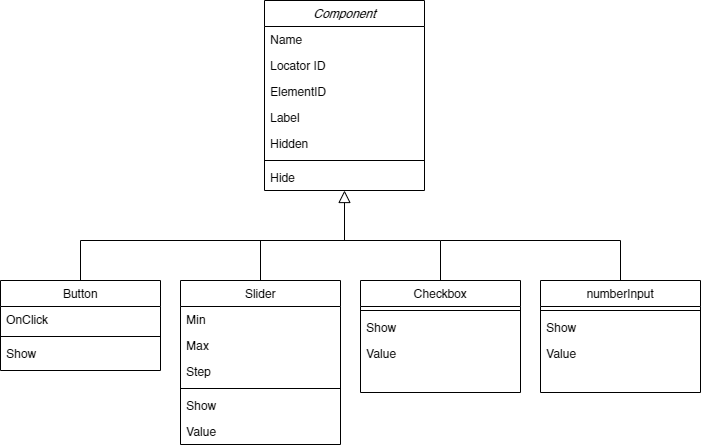 Component
Name
Locator ID
ElementID
Label
Hidden
Hide
Button
OnClick
Show
Slider
Min
Max
Step
Show
Value
Checkbox
Show
Value
numberInput
Show
Value